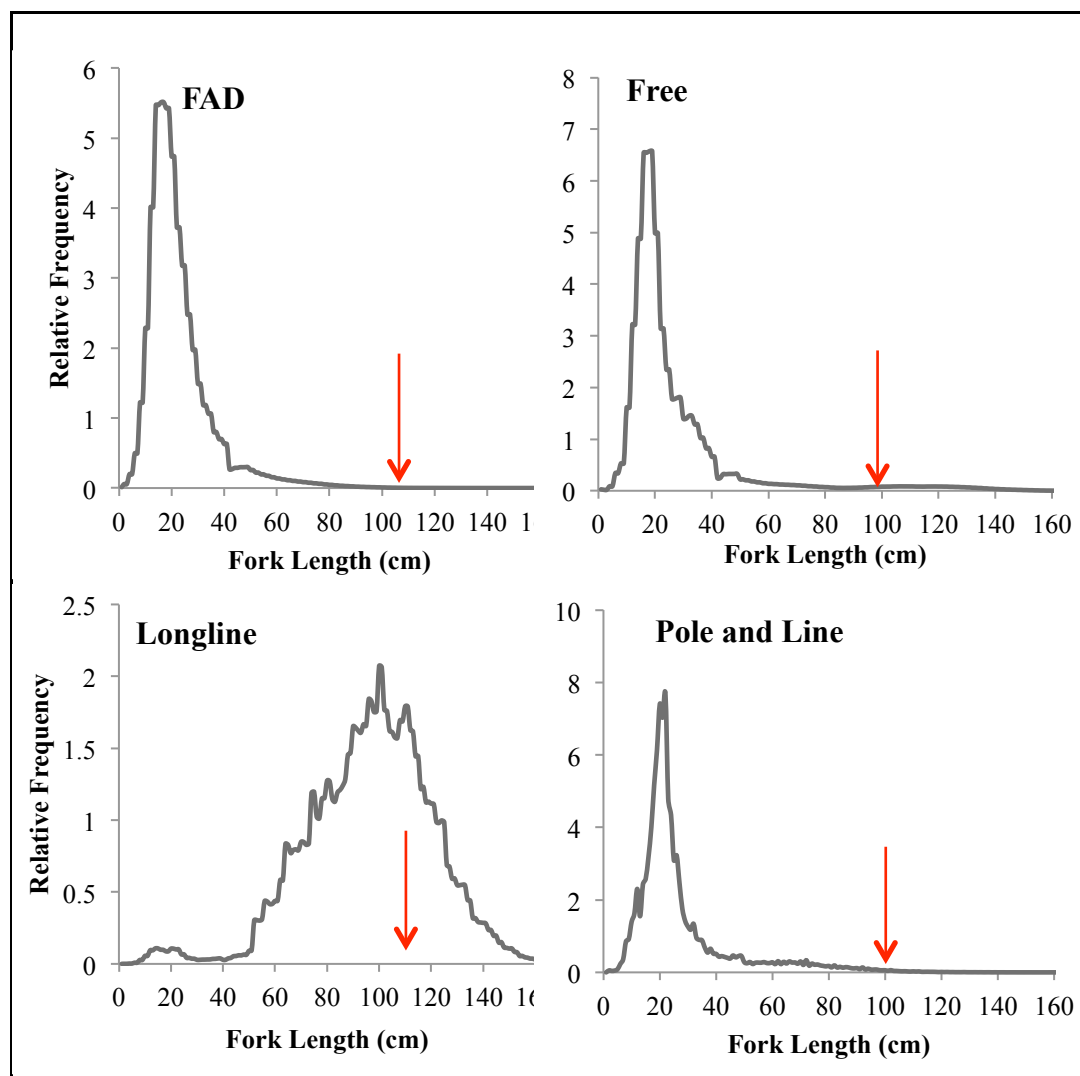 FAD
Relative Frequency
6
5
4
3
2
1
0
0 20 40 60 80 100 120 140
Fork Length (cm)
Free
8
7
6
5
4
3
2
1
0
0 20 40 60 80 100 120 140 160
Fork Length (cm)
Longline
Relative Frequency
2.5
2
1.5
1
0.5
0
0 20 40 60 80 100 120 140
Fork Length (cm)
Pole and Line
10
8
6
4
2
0
0 20 40 60 80 100 120 140 160
Fork Length (cm)